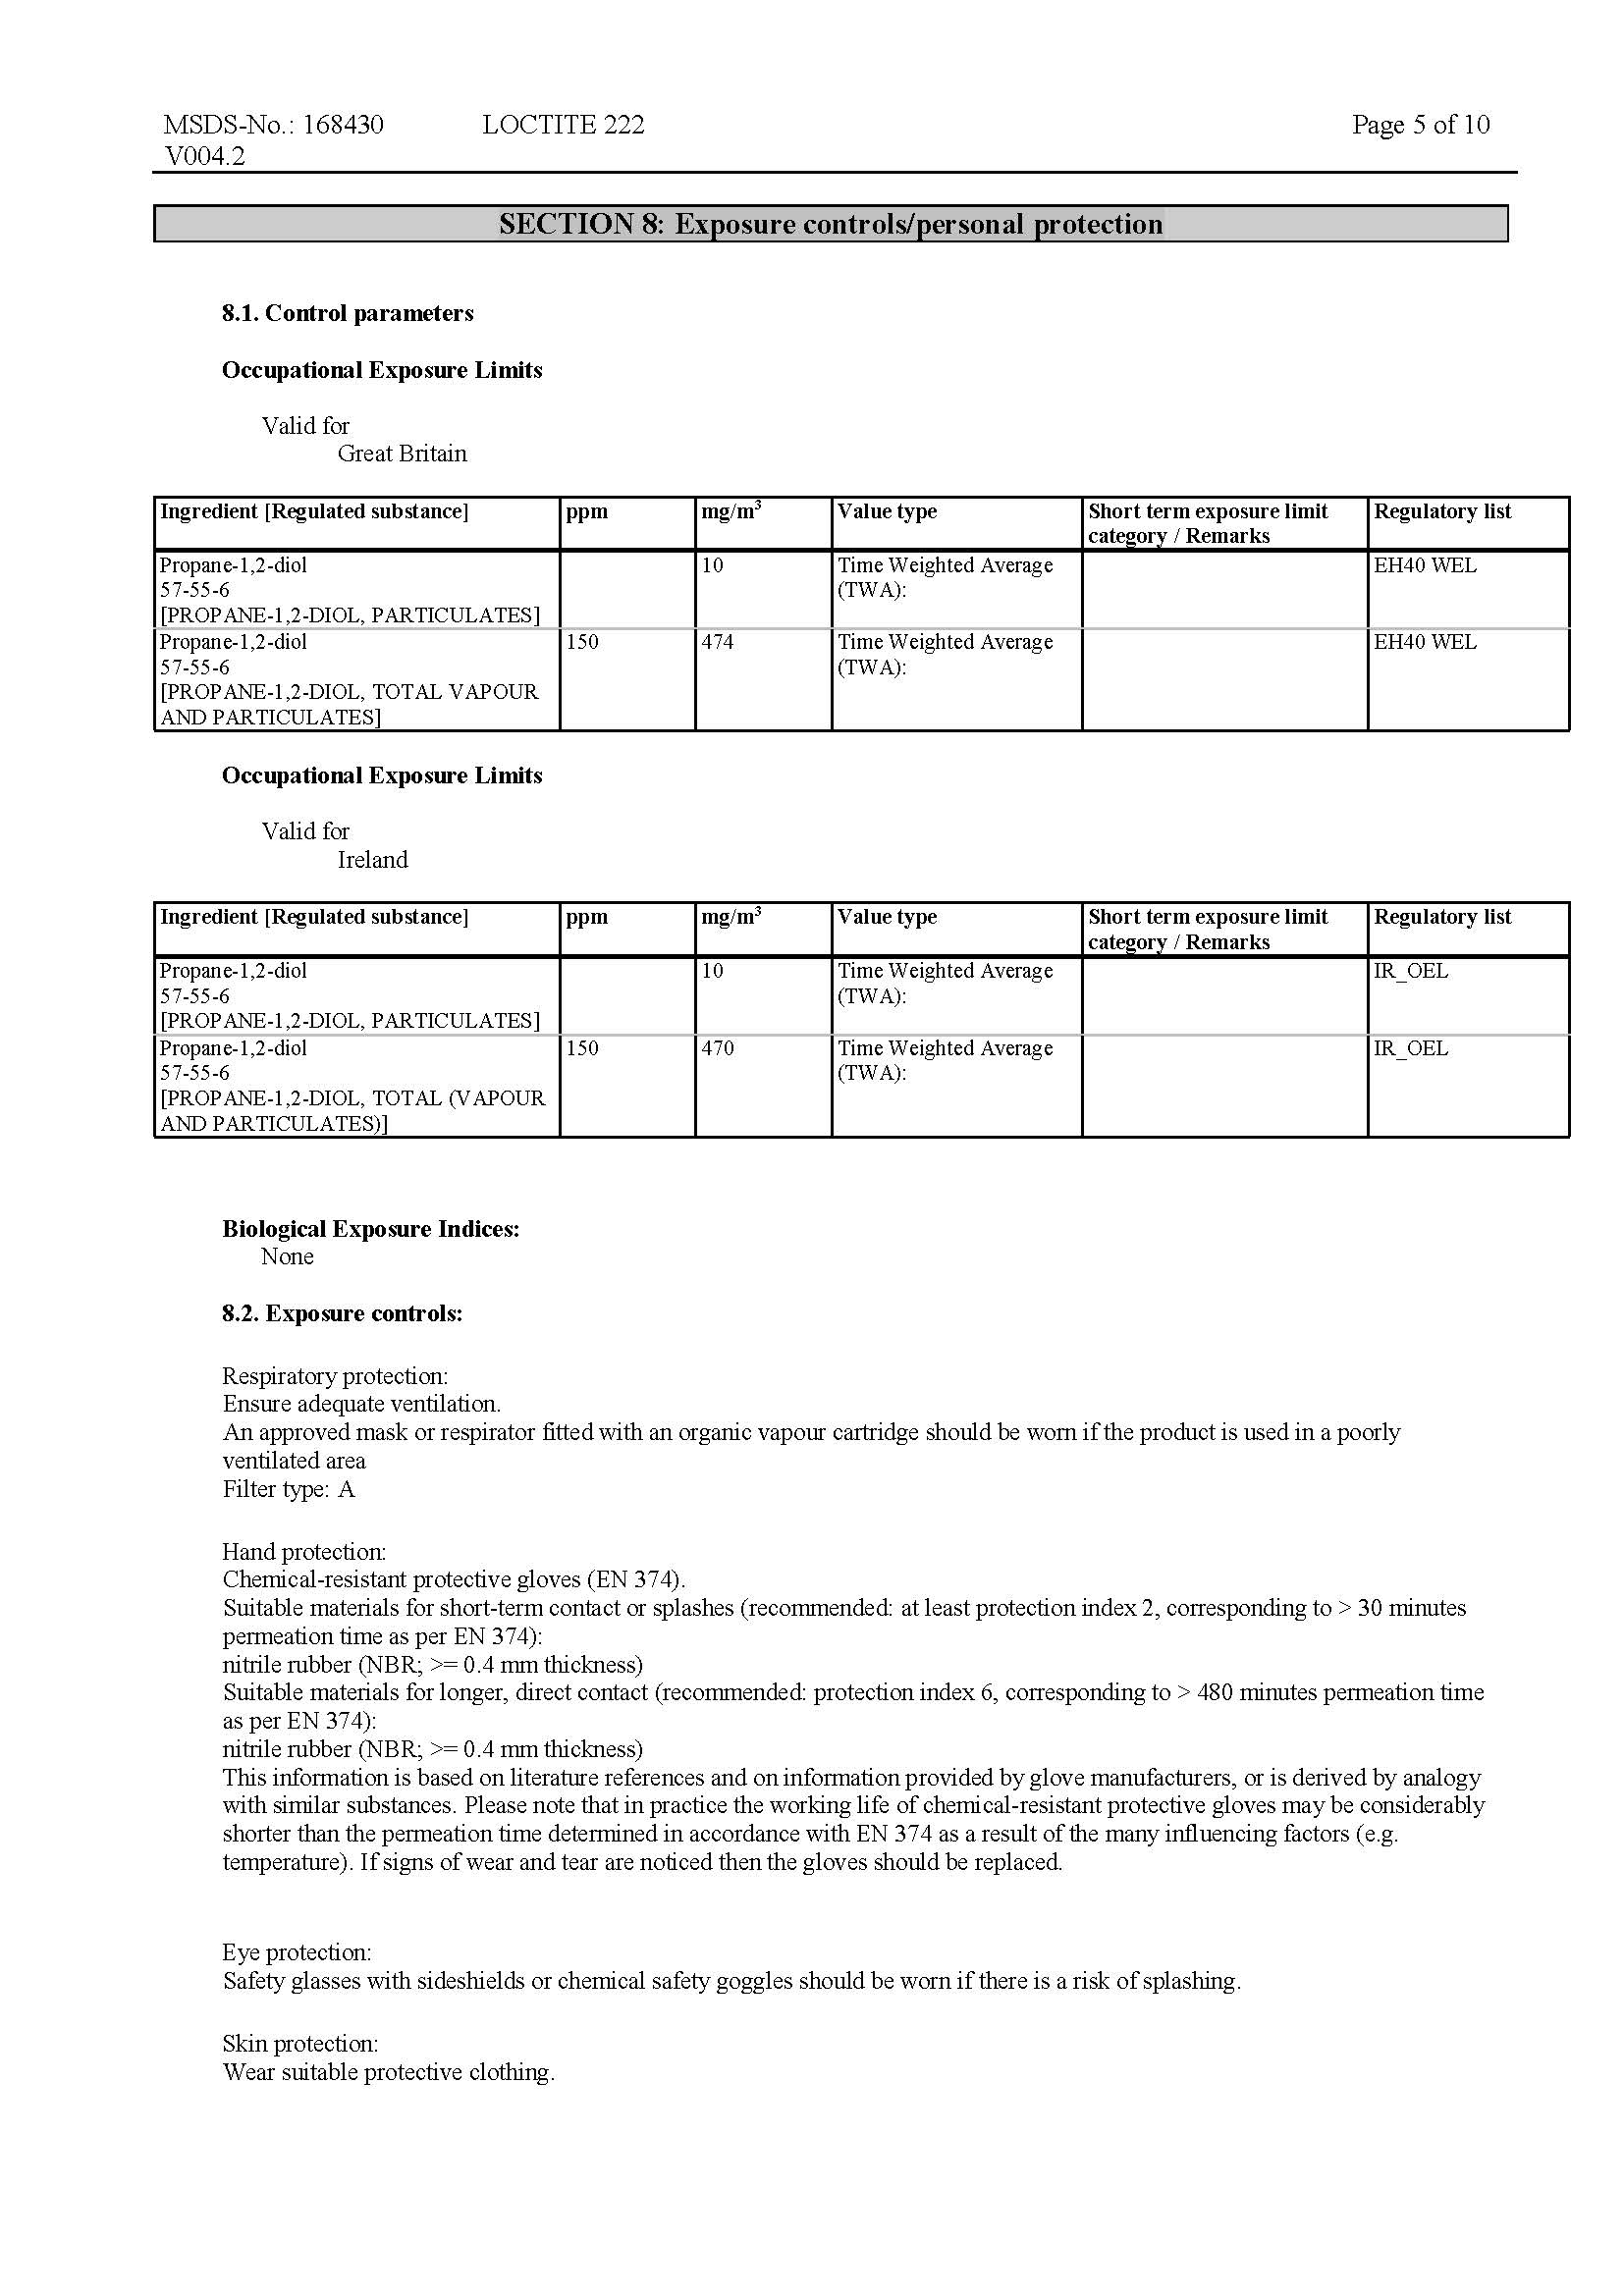 MSDS-No.: 168430 LOCTITE 222 Page 5 of 10
V004.2
SECTION 8: Exposure controls/personal protection
8.1. Control parameters
Occupational Exposure Limits
Valid for
Great Britain
Ingredient [Regulated substance] ppm mg/m³ Value type Short term exposure limit category / Remarks Regulatory list
Propane-1,2-diol 10 Time Weighted Average EH40 WEL
57-55-6 (TWA):
[PROPANE-1,2-DIOL, PARTICULATES]
Propane-1,2-diol 150 474 Time Weighted Average EH40 WEL
57-55-6 (TWA):
[PROPANE-1,2-DIOL, TOTAL VAPOUR
AND PARTICULATES]
Occupational Exposure Limits
Valid for
Ireland
Ingredient [Regulated substance] ppm mg/m³ Value type Short term exposure limit category / Remarks Regulatory list
Propane-1,2-diol 10 Time Weighted Average IR_OEL
57-55-6 (TWA):
[PROPANE-1,2-DIOL, PARTICULATES]
Propane-1,2-diol 150 470 Time Weighted Average IR_OEL
57-55-6 (TWA):
[PROPANE-1,2-DIOL, TOTAL (VAPOUR
AND PARTICULATES)]
Biological Exposure Indices:
None
8.2. Exposure controls:
Respiratory protection:
Ensure adequate ventilation.
An approved mask or respirator fitted with an organic vapour cartridge should be worn if the product is used in a poorly
ventilated area
Filter type: A
Hand protection:
Chemical-resistant protective gloves (EN 374).
Suitable materials for short-term contact or splashes (recommended: at least protection index 2, corresponding to > 30 minutes
permeation time as per EN 374):
nitrile rubber (NBR; >= 0.4 mm thickness)
Suitable materials for longer, direct contact (recommended: protection index 6, corresponding to > 480 minutes permeation time
as per EN 374):
nitrile rubber (NBR; >= 0.4 mm thickness)
This information is based on literature references and on information provided by glove manufacturers, or is derived by analogy
with similar substances. Please note that in practice the working life of chemical-resistant protective gloves may be considerably
shorter than the permeation time determined in accordance with EN 374 as a result of the many influencing factors (e.g.
temperature). If signs of wear and tear are noticed then the gloves should be replaced.
Eye protection:
Safety glasses with sideshields or chemical safety goggles should be worn if there is a risk of splashing.
Skin protection:
Wear suitable protective clothing.